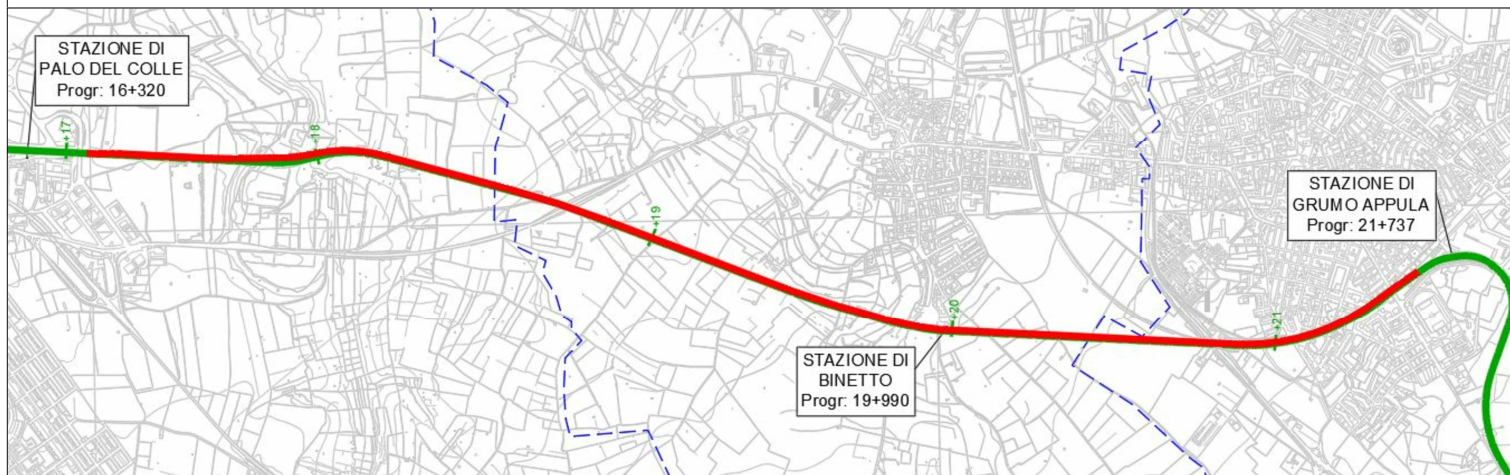 STAZIONE DI
PALO DEL COLLE
Progr: 16+320
+17
+18
+19
STAZIONE DI
BINETTO
Progr: 19+990
+20
STAZIONE DI
GRUMO APPULA
Progr: 21+737
+21